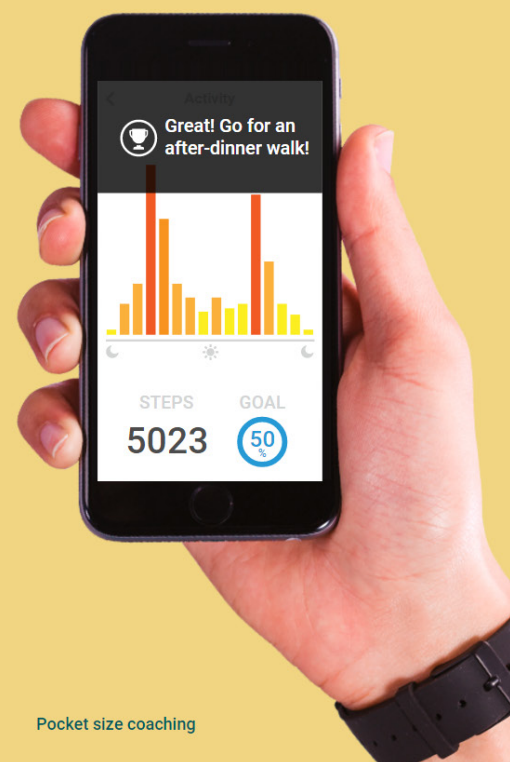 Activity
Great! Go for an
after-dinner walk!
STEPS
GOAL
5023
50
%
Pocket size coaching